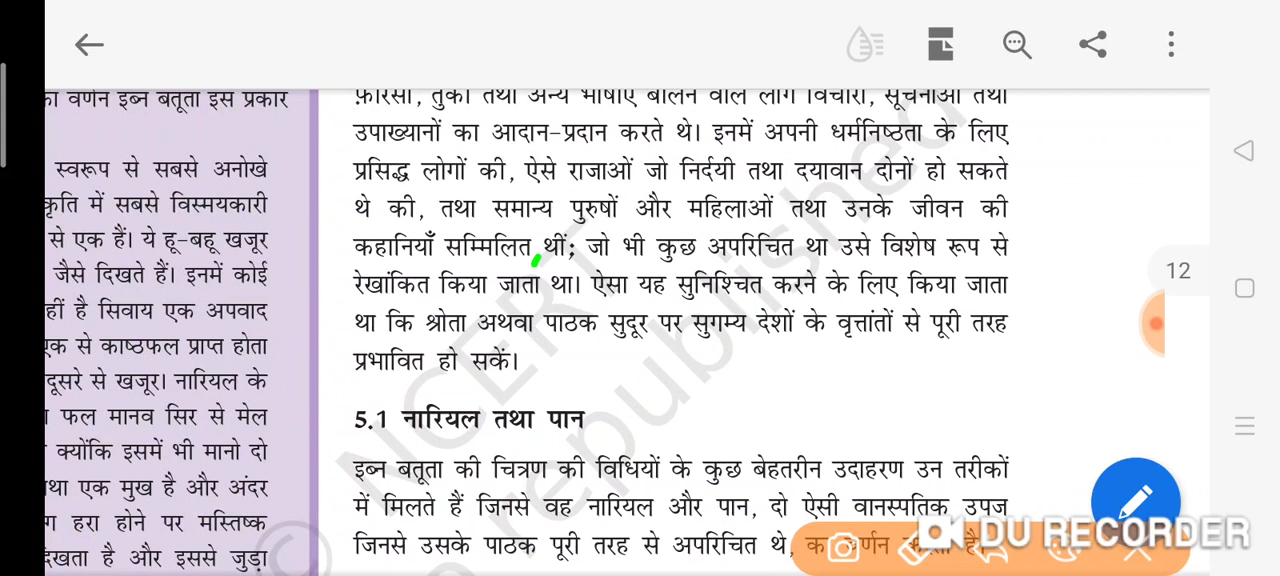 का वर्णन इब्न बतूता इस प्रकार
स्वरूप से सबसे अनोखे
कृति में सबसे विस्मयकारी
से एक हैं। ये हू-बहू खजूर
जैसे दिखते हैं। इनमें कोई
हीं है सिवाय एक अपवाद
एक से काष्ठफल प्राप्त होता
दूसरे से खजूर। नारियल के
फल मानव सिर से मेल
क्योंकि इसमें भी मानो दो
था एक मुख है और अंदर
ग हरा होने पर मस्तिष्क
दिखता है और इससे जुड़ा
फ़ारसी, तुर्की तथा अन्य भाषाएँ बोलने वाले लोग विचारों, सूचनाओं तथा
उपाख्यानों का आदान-प्रदान करते थे। इनमें अपनी धर्मनिष्ठता के लिए
प्रसिद्ध लोगों की, ऐसे राजाओं जो निर्दयी तथा दयावान दोनों हो सकते
थे की, तथा समान्य पुरुषों और महिलाओं तथा उनके जीवन की
कहानियाँ सम्मिलित थीं; जो भी कुछ अपरिचित था उसे विशेष रूप से
रेखांकित किया जाता था। ऐसा यह सुनिश्चित करने के लिए किया जाता
था कि श्रोता अथवा पाठक सुदूर पर सुगम्य देशों के वृत्तांतों से पूरी तरह
प्रभावित हो सकें।
5.1 नारियल तथा पान
इब्न बतूता की चित्रण की विधियों के कुछ बेहतरीन उदाहरण उन तरीकों
में मिलते हैं जिनसे वह नारियल और पान, दो ऐसी वानस्पतिक उपज
जिनसे उसके पाठक पूरी तरह से अपरिचित थे, का वर्णन करता है।
© NCERT
republished
12
DU RECORDER